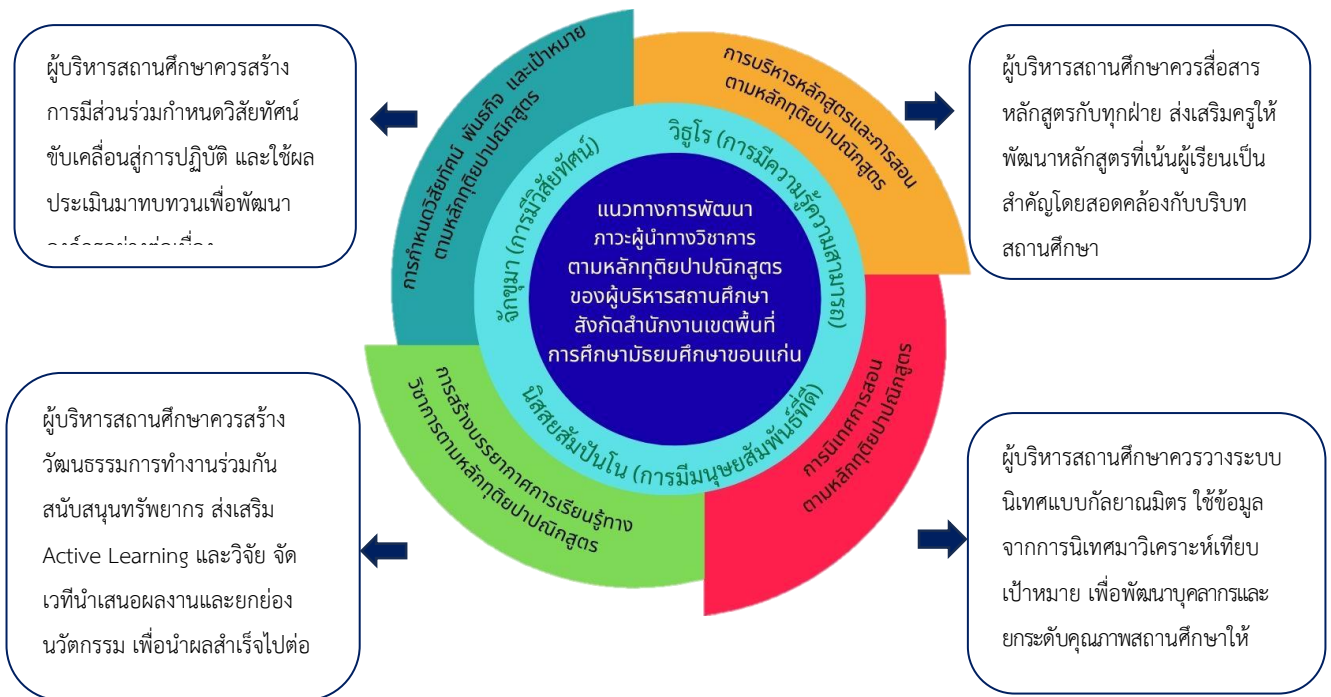 ผู้บริหารสถานศึกษาควรสร้าง
การมีส่วนร่วมกำหนดวิสัยทัศน์
ขับเคลื่อนสู่การปฏิบัติ และใช้ผล
ประเมินมาทบทวนเพื่อพัฒนา
องค์กรอย่างต่อเนื่อง
การกำหนดวิสัยทัศน์ พันธกิจ และเป้าหมาย
ตามหลักทุติยปาปณิกสูตร
การบริหารหลักสูตรและการสอน
ตามหลักทุติยปาปณิกสูตร
ผู้บริหารสถานศึกษาควรสื่อสาร
หลักสูตรกับทุกฝ่าย ส่งเสริมครูให้
พัฒนาหลักสูตรที่เน้นผู้เรียนเป็น
สำคัญโดยสอดคล้องกับบริบท
สถานศึกษา
จักขุมา (การมีวิสัยทัศน์)
วิธูโร (การมีความรู้ความสามารถ)
แนวทางการพัฒนา
ภาวะผู้นำทางวิชาการ
ตามหลักทุติยปาปณิกสูตร
ของผู้บริหารสถานศึกษา
สังกัดสำนักงานเขตพื้นที่
การศึกษามัธยมศึกษาขอนแก่น
นิสสยสัมปันโน (การมีมนุษยสัมพันธ์ที่ดี)
ผู้บริหารสถานศึกษาควรสร้าง
วัฒนธรรมการทำงานร่วมกัน
สนับสนุนทรัพยากร ส่งเสริม
Active Learning และวิจัย จัด
เวทีนำเสนอผลงานและยกย่อง
นวัตกรรม เพื่อนำผลสำเร็จไปต่อ
การสร้างบรรยากาศการเรียนรู้ทาง
วิชาการตามหลักทุติยปาปณิกสูตร
การนิเทศการสอน
ตามหลักทุติยปาปณิกสูตร
ผู้บริหารสถานศึกษาควรวางระบบ
นิเทศแบบกัลยาณมิตร ใช้ข้อมูล
จากการนิเทศมาวิเคราะห์เทียบ
เป้าหมาย เพื่อพัฒนาบุคลากรและ
ยกระดับคุณภาพสถานศึกษาให้